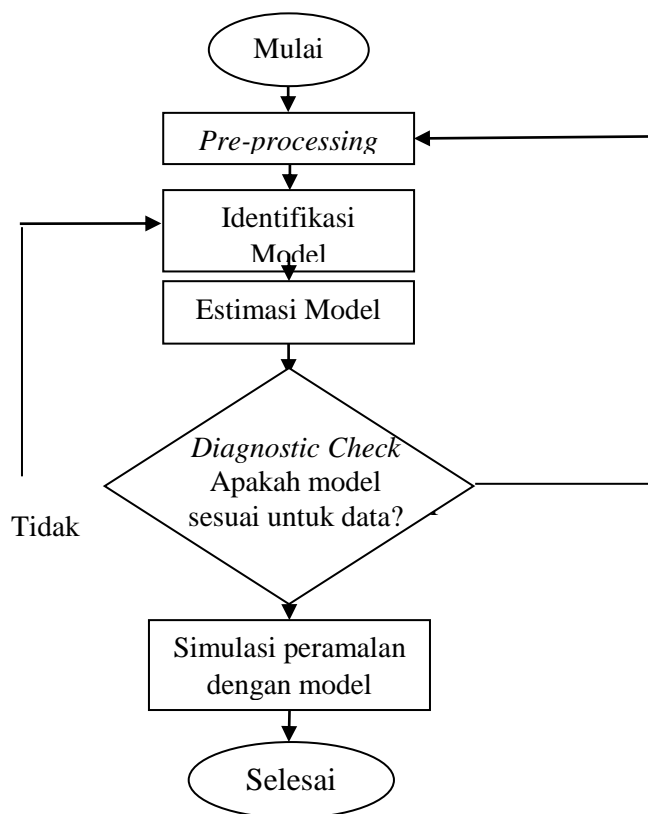 Mulai
Pre-processing
Identifikasi
Model
Estimasi Model
Diagnostic Check
Apakah model
sesuai untuk data?
Tidak
Simulasi peramalan
dengan model
Selesai